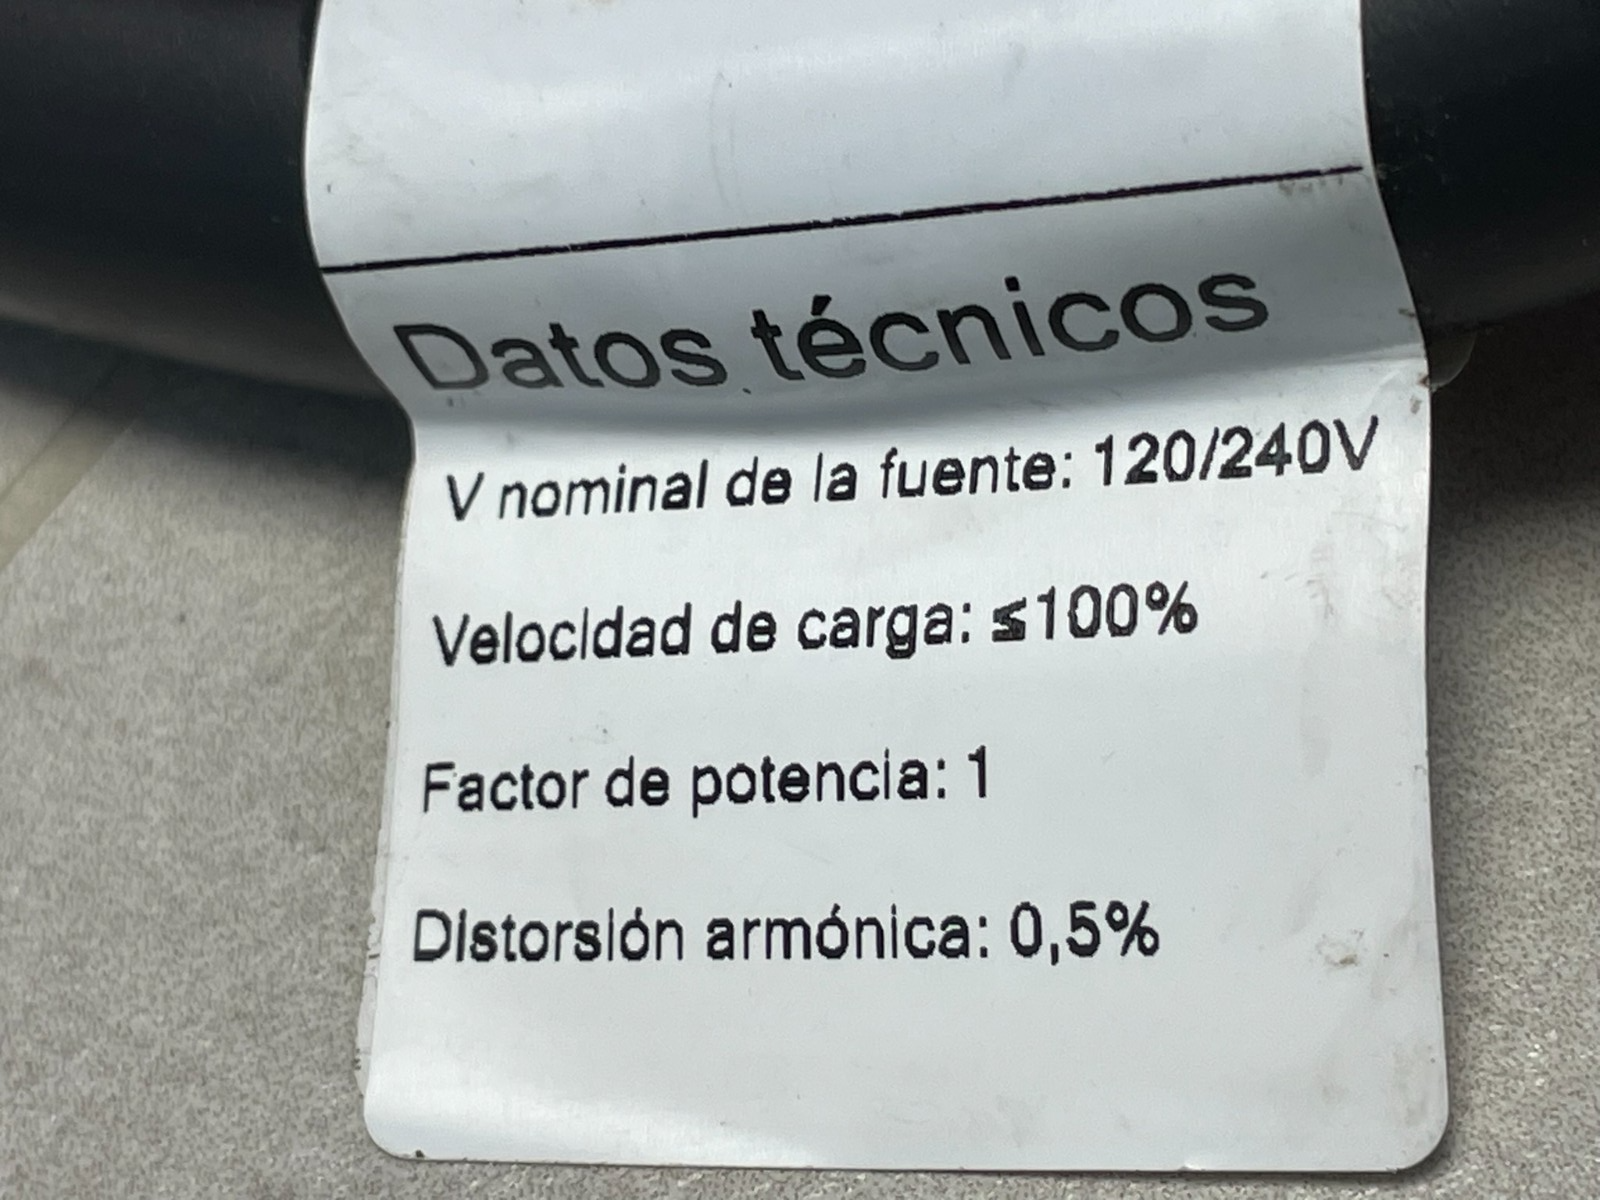 Datos técnicos
V nominal de la fuente: 120/240V
Velocidad de carga: ≤100%
Factor de potencia: 1
Distorsión armónica: 0,5%